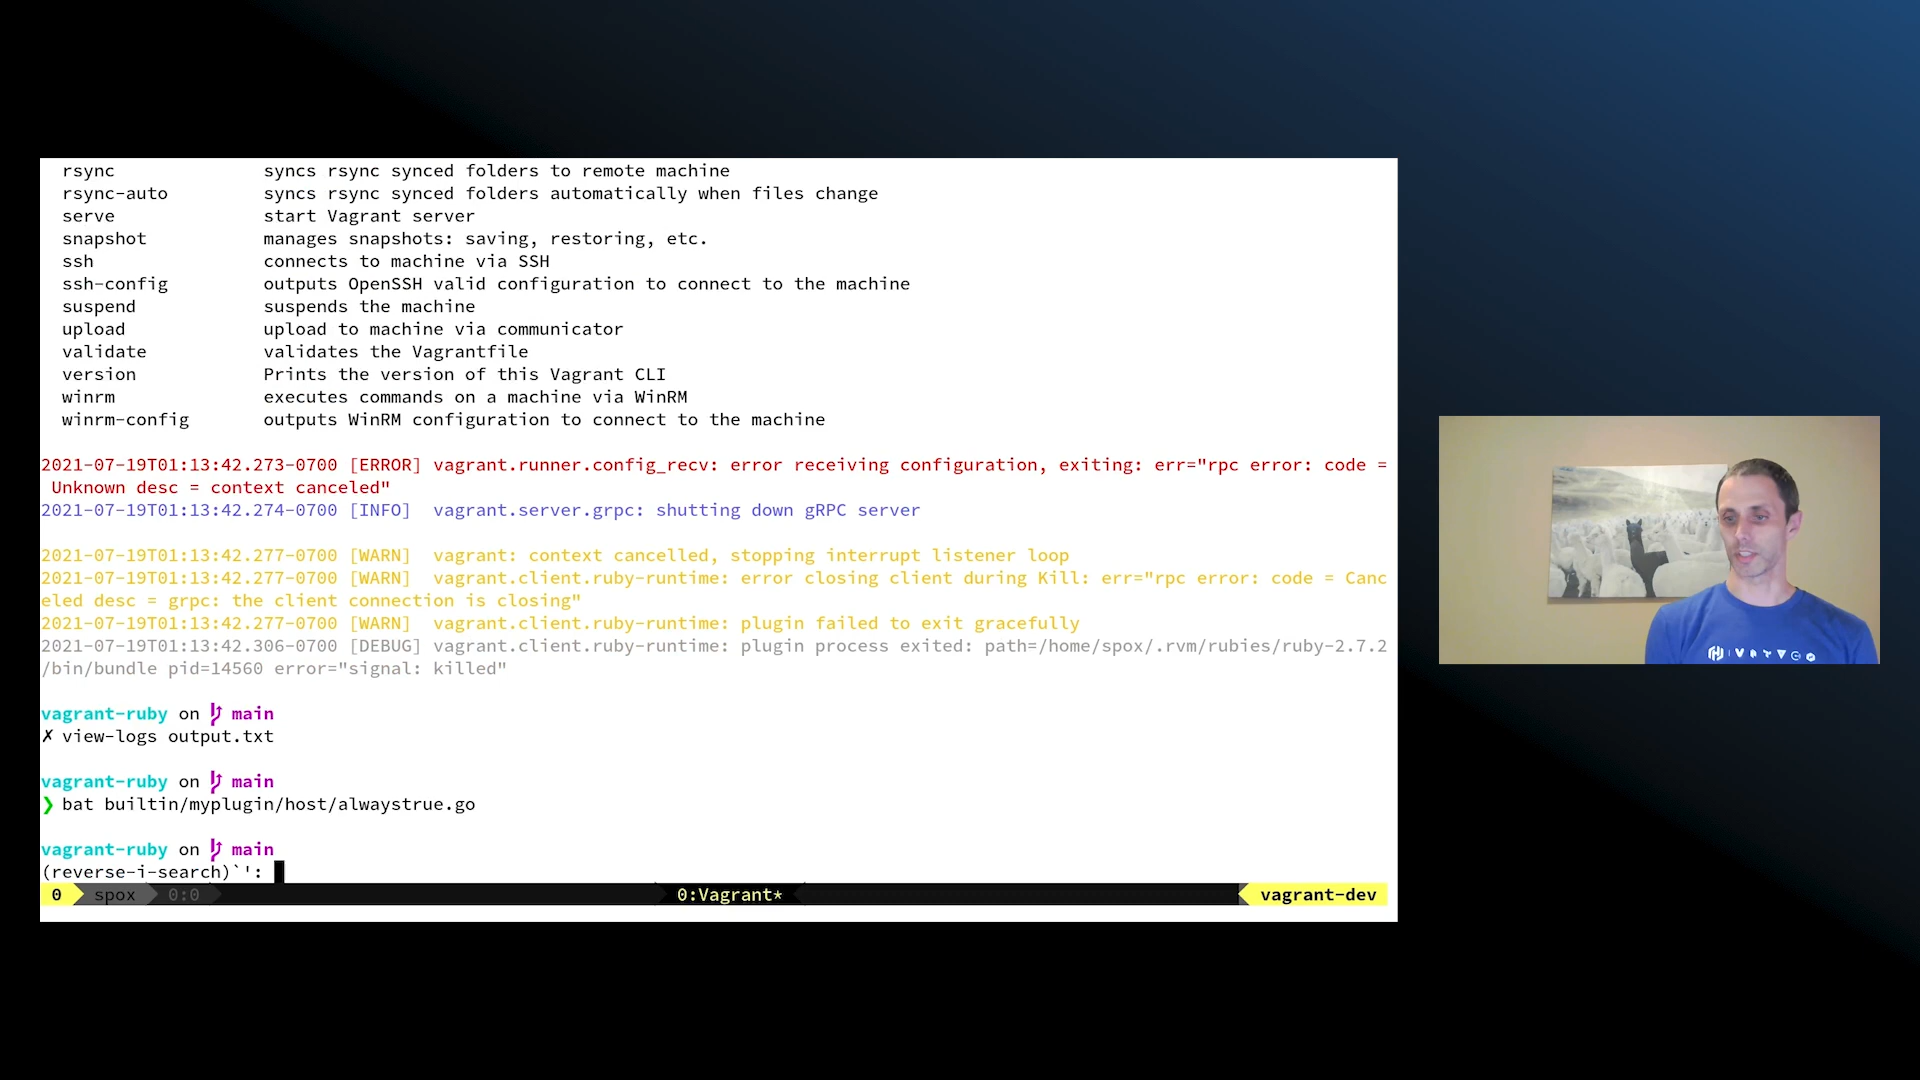 rsync              syncs rsync synced folders to remote machine
rsync-auto         syncs rsync synced folders automatically when files change
serve              start Vagrant server
snapshot           manages snapshots: saving, restoring, etc.
ssh                connects to machine via SSH
ssh-config         outputs OpenSSH valid configuration to connect to the machine
suspend            suspends the machine
upload             upload to machine via communicator
validate           validates the Vagrantfile
version            Prints the version of this Vagrant CLI
winrm              executes commands on a machine via WinRM
winrm-config       outputs WinRM configuration to connect to the machine
2021-07-19T01:13:42.273-0700 [ERROR] vagrant.runner.config_recv: error receiving configuration, exiting: err="rpc error: code =
Unknown desc = context canceled"
2021-07-19T01:13:42.274-0700 [INFO]  vagrant.server.grpc: shutting down gRPC server
2021-07-19T01:13:42.277-0700 [WARN]  vagrant: context cancelled, stopping interrupt listener loop
2021-07-19T01:13:42.277-0700 [WARN]  vagrant.client.ruby-runtime: error closing client during Kill: err="rpc error: code = Canc
eled desc = grpc: the client connection is closing"
2021-07-19T01:13:42.277-0700 [WARN]  vagrant.client.ruby-runtime: plugin failed to exit gracefully
2021-07-19T01:13:42.306-0700 [DEBUG] vagrant.client.ruby-runtime: plugin process exited: path=/home/spox/.rvm/rubies/ruby-2.7.2
/bin/bundle pid=14560 error="signal: killed"
vagrant-ruby on main
✗ view-logs output.txt
vagrant-ruby on main
❯ bat builtin/myplugin/host/alwaystrue.go
vagrant-ruby on main
(reverse-i-search)`':
0 spox 0:0 0:Vagrant* vagrant-dev